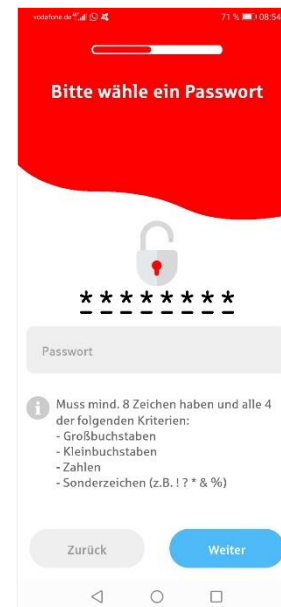 vodefone.de 71 % 08:54
Bitte wähle ein Passwort
* * * * * * * *
Passwort
Muss mind. 8 Zeichen haben und alle 4
der folgenden Kriterien:
- Großbuchstaben
- Kleinbuchstaben
- Zahlen
- Sonderzeichen (z.B. ! ? * & %)
Zurück Weiter